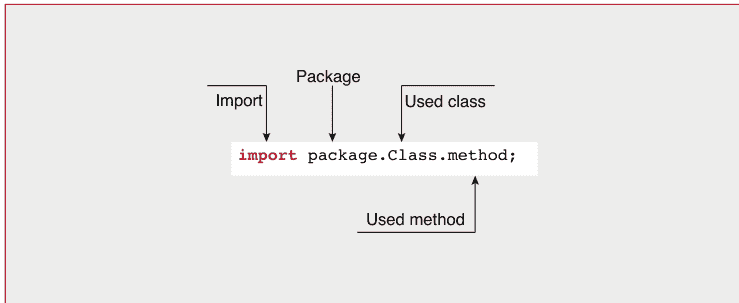 Package
Import
Used class
import package.Class.method;
Used method